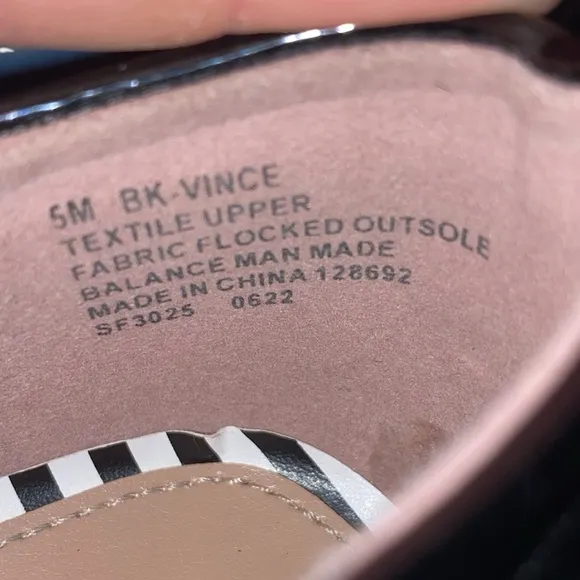 5M BK-VINCE
TEXTILE UPPER
FABRIC FLOCKED OUTSOLE
BALANCE MAN MADE
MADE IN CHINA 128692
SF3025 0622